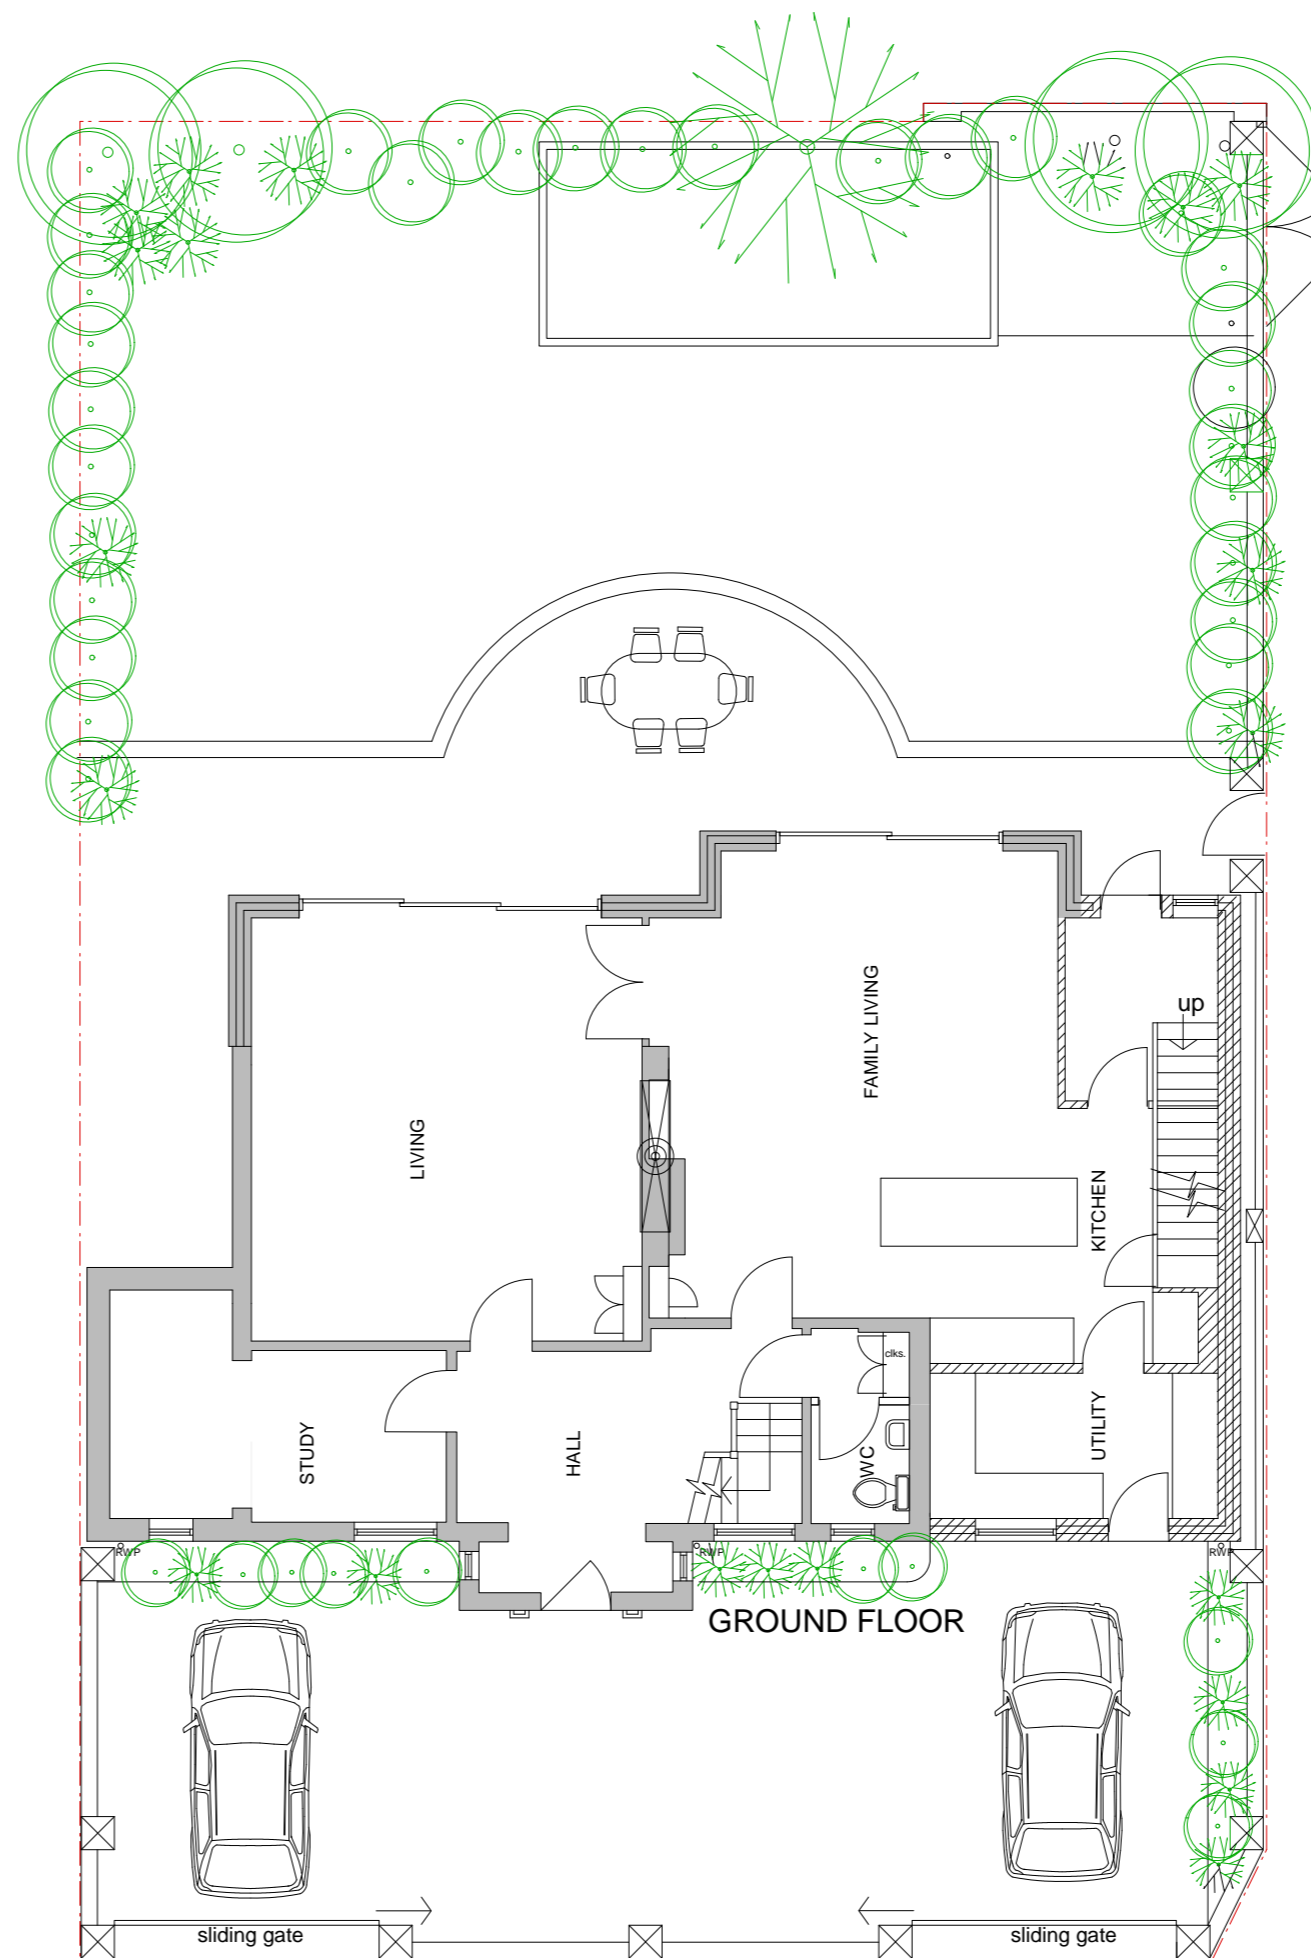 up
FAMILY LIVING
LIVING
KITCHEN
clks.
UTILITY
STUDY
HALL
WC
RWP
RWP
RWP
GROUND FLOOR
sliding gate
sliding gate